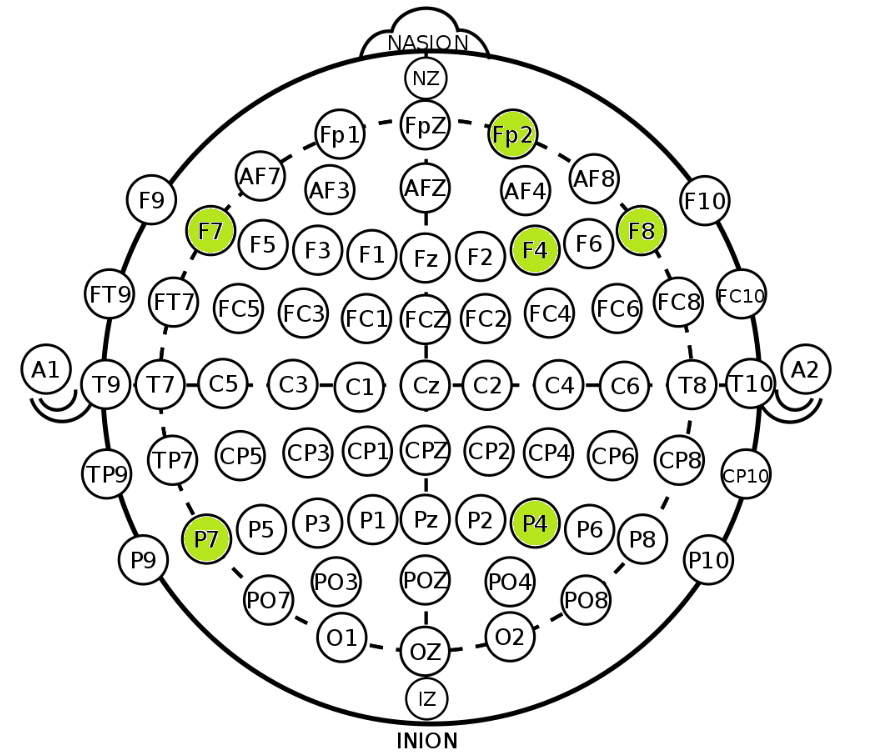 NASION
NZ
Fp1 FpZ Fp2
AF7 AF3 AFZ AF4 AF8
F9 F7 F5 F3 F1 Fz F2 F4 F6 F8 F10
FT9 FT7 FC5 FC3 FC1 FCZ FC2 FC4 FC6 FC8 FC10
A1 T9 T7 C5 C3 C1 Cz C2 C4 C6 T8 T10 A2
TP9 TP7 CP5 CP3 CP1 CPZ CP2 CP4 CP6 CP8 CP10
P9 P7 P5 P3 P1 Pz P2 P4 P6 P8 P10
PO7 PO3 POZ PO4 PO8
O1 OZ O2
IZ
INION